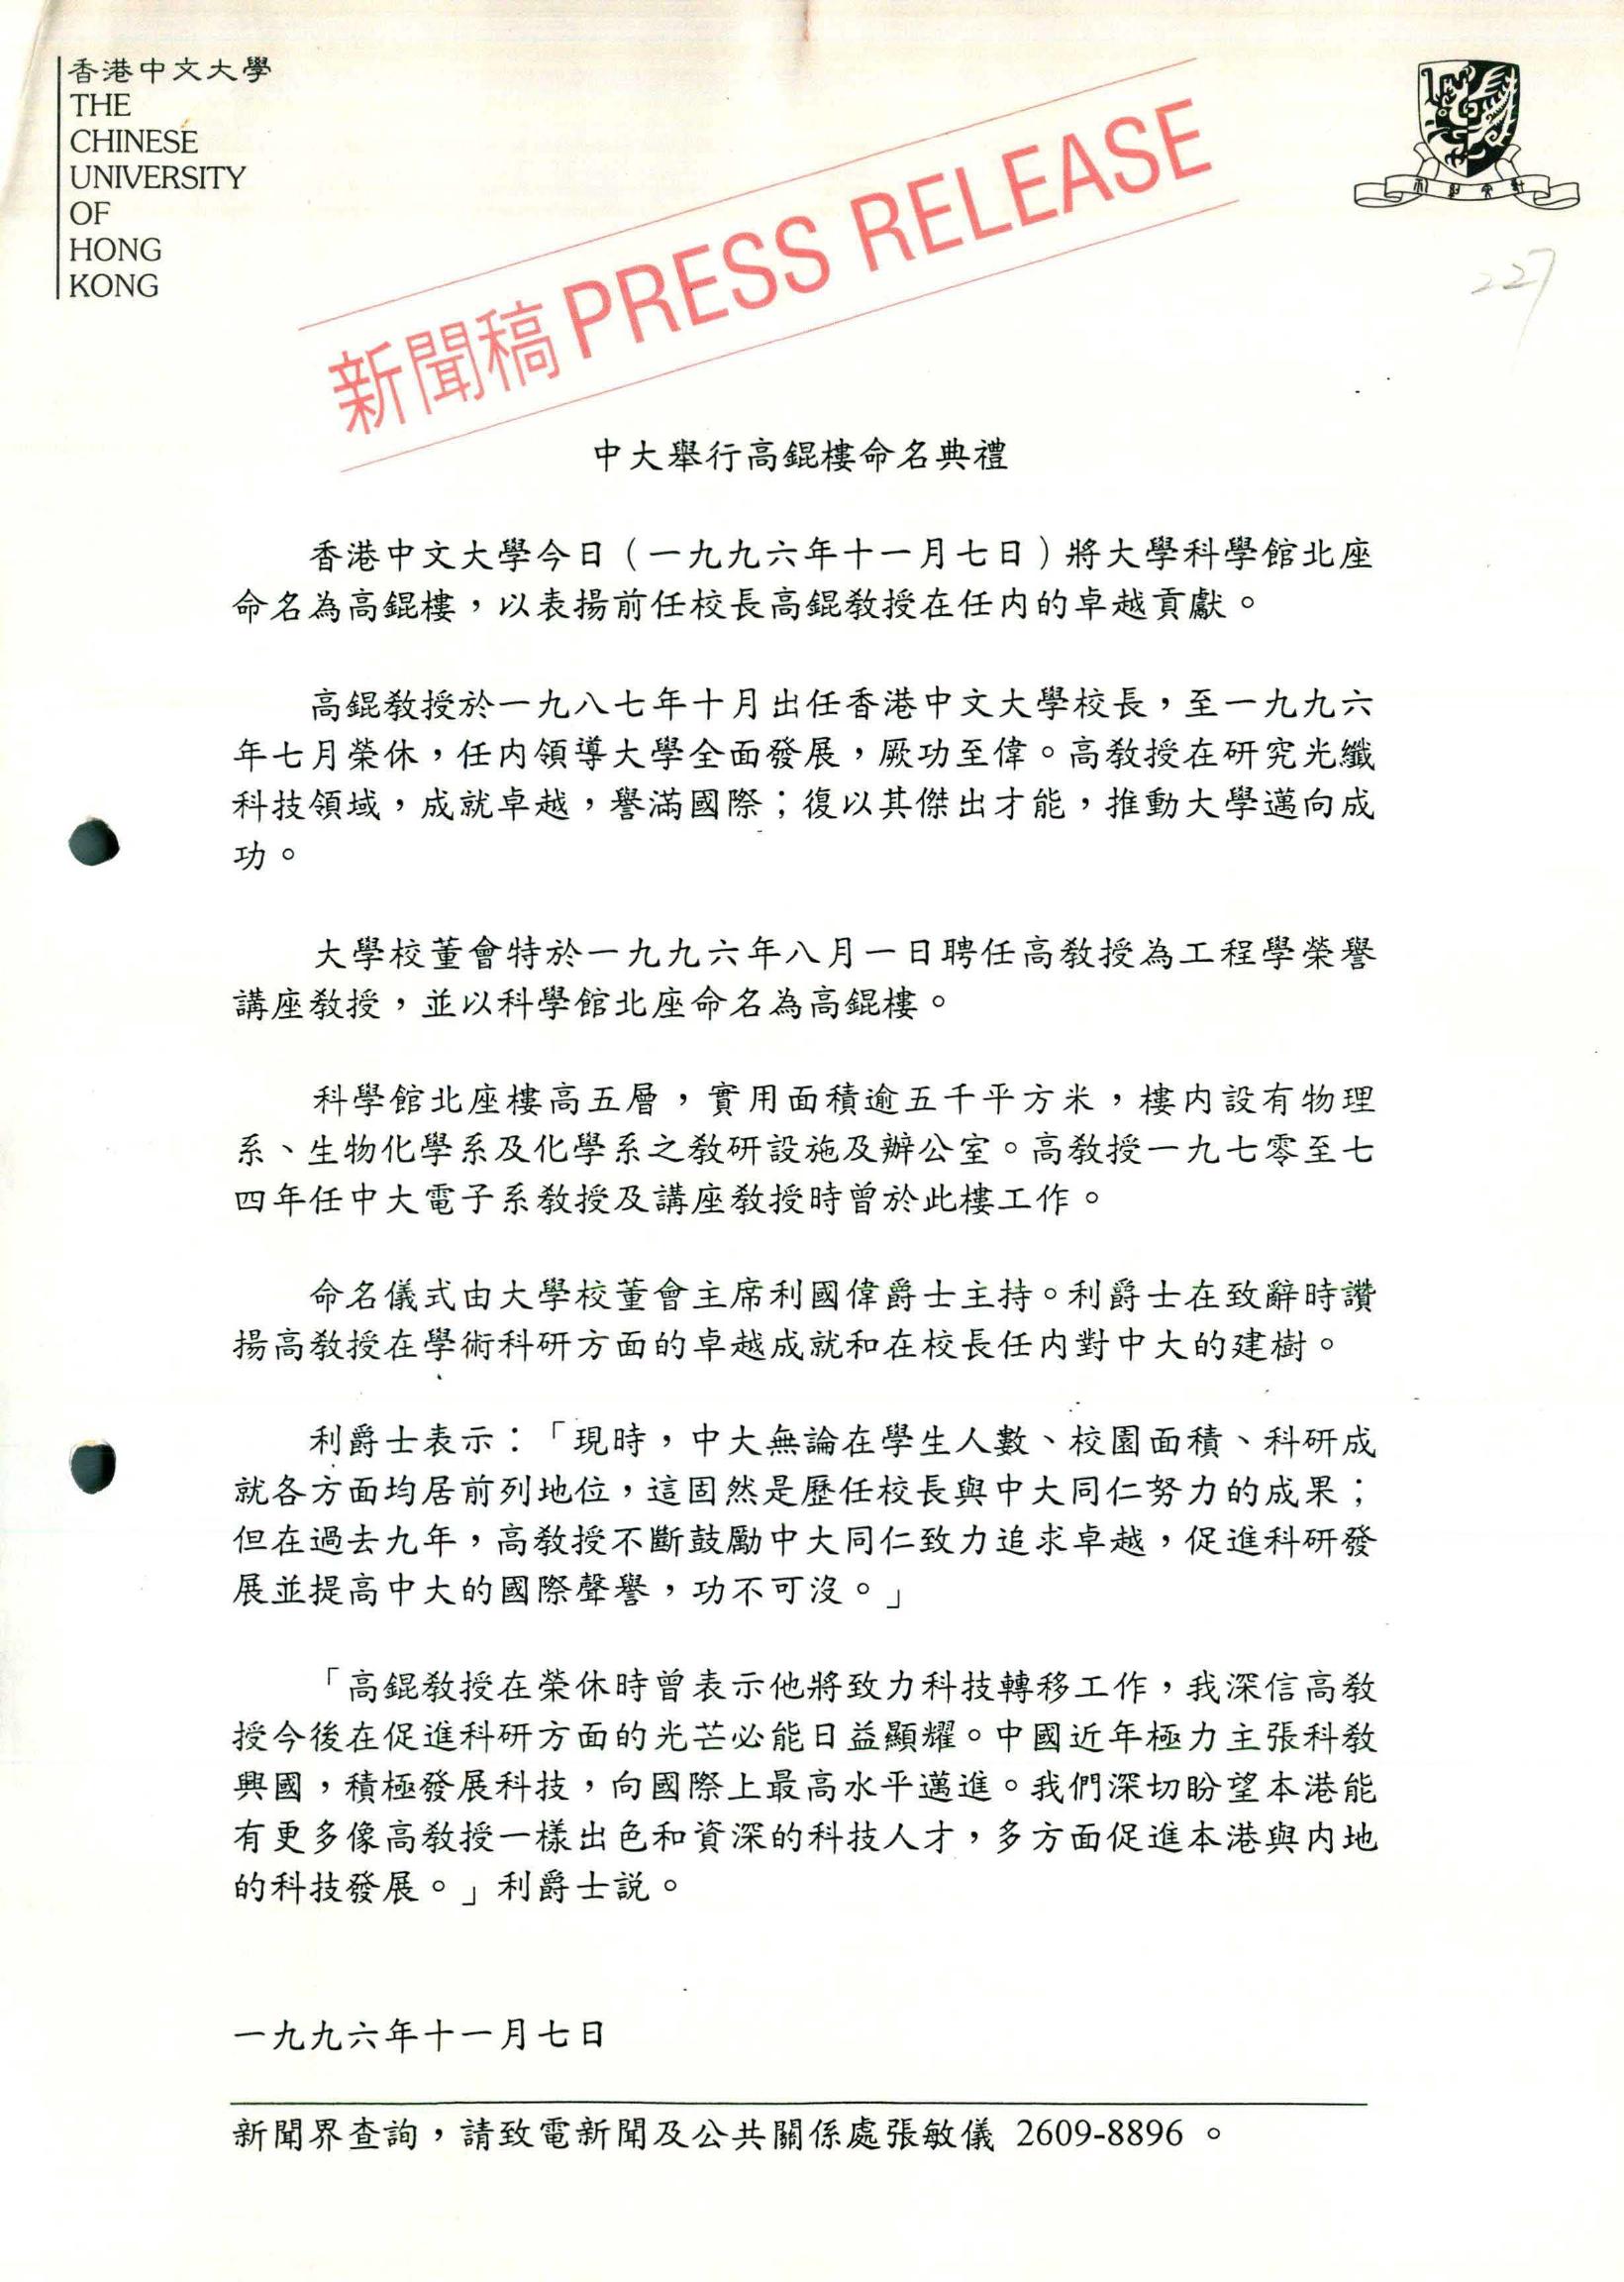 香港中文大學
THE
CHINESE
UNIVERSITY
OF
HONG
KONG
新聞稿 PRESS RELEASE
227
中大舉行高錕樓命名典禮
香港中文大學今日（一九九六年十一月七日）將大學科學館北座
命名為高錕樓，以表揚前任校長高錕教授在任內的卓越貢獻。
高錕教授於一九八七年十月出任香港中文大學校長，至一九九六
年七月榮休，任內領導大學全面發展，厥功至偉。高教授在研究光纖
科技領域，成就卓越，譽滿國際；復以其傑出才能，推動大學邁向成
功。
大學校董會特於一九九六年八月一日聘任高教授為工程學榮譽
講座教授，並以科學館北座命名為高錕樓。
科學館北座樓高五層，實用面積逾五千平方米，樓內設有物理
系、生物化學系及化學系之教研設施及辦公室。高教授一九七零至七
四年任中大電子系教授及講座教授時曾於此樓工作。
命名儀式由大學校董會主席利國偉爵士主持。利爵士在致辭時讚
揚高教授在學術科研方面的卓越成就和在校長任內對中大的建樹。
利爵士表示：「現時，中大無論在學生人數、校園面積、科研成
就各方面均居前列地位，這固然是歷任校長與中大同仁努力的成果；
但在過去九年，高教授不斷鼓勵中大同仁致力追求卓越，促進科研發
展並提高中大的國際聲譽，功不可沒。」
「高錕教授在榮休時曾表示他將致力科技轉移工作，我深信高教
授今後在促進科研方面的光芒必能日益顯耀。中國近年極力主張科教
興國，積極發展科技，向國際上最高水平邁進。我們深切盼望本港能
有更多像高教授一樣出色和資深的科技人才，多方面促進本港與內地
的科技發展。」利爵士說。
一九九六年十一月七日
新聞界查詢，請致電新聞及公共關係處張敏儀 2609-8896 。